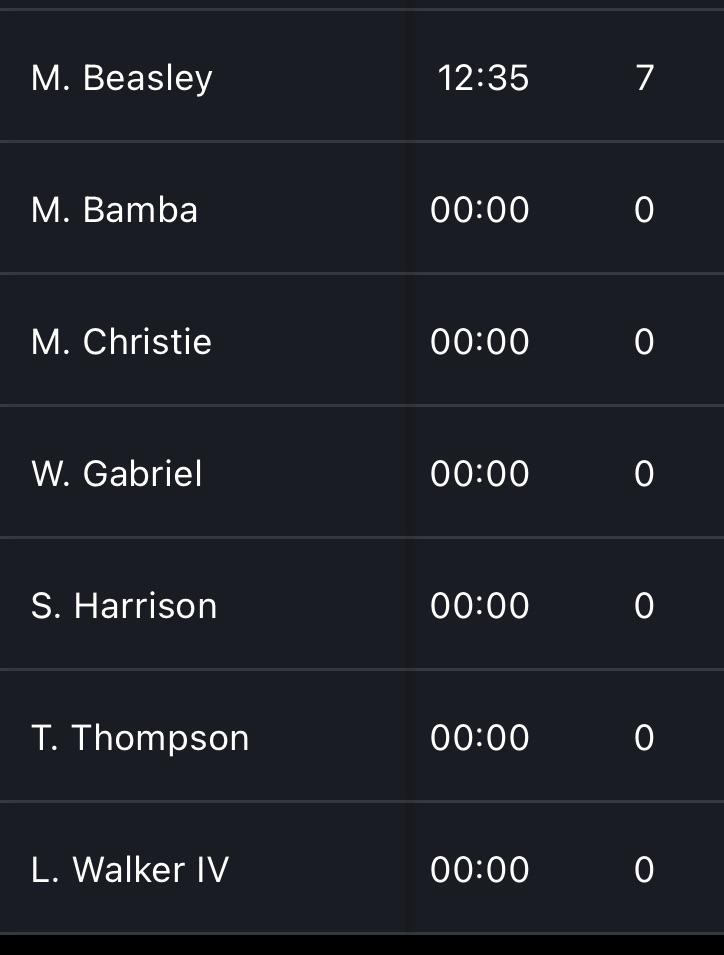 M. Beasley 12:35 7
M. Bamba 00:00 0
M. Christie 00:00 0
W. Gabriel 00:00 0
S. Harrison 00:00 0
T. Thompson 00:00 0
L. Walker IV 00:00 0